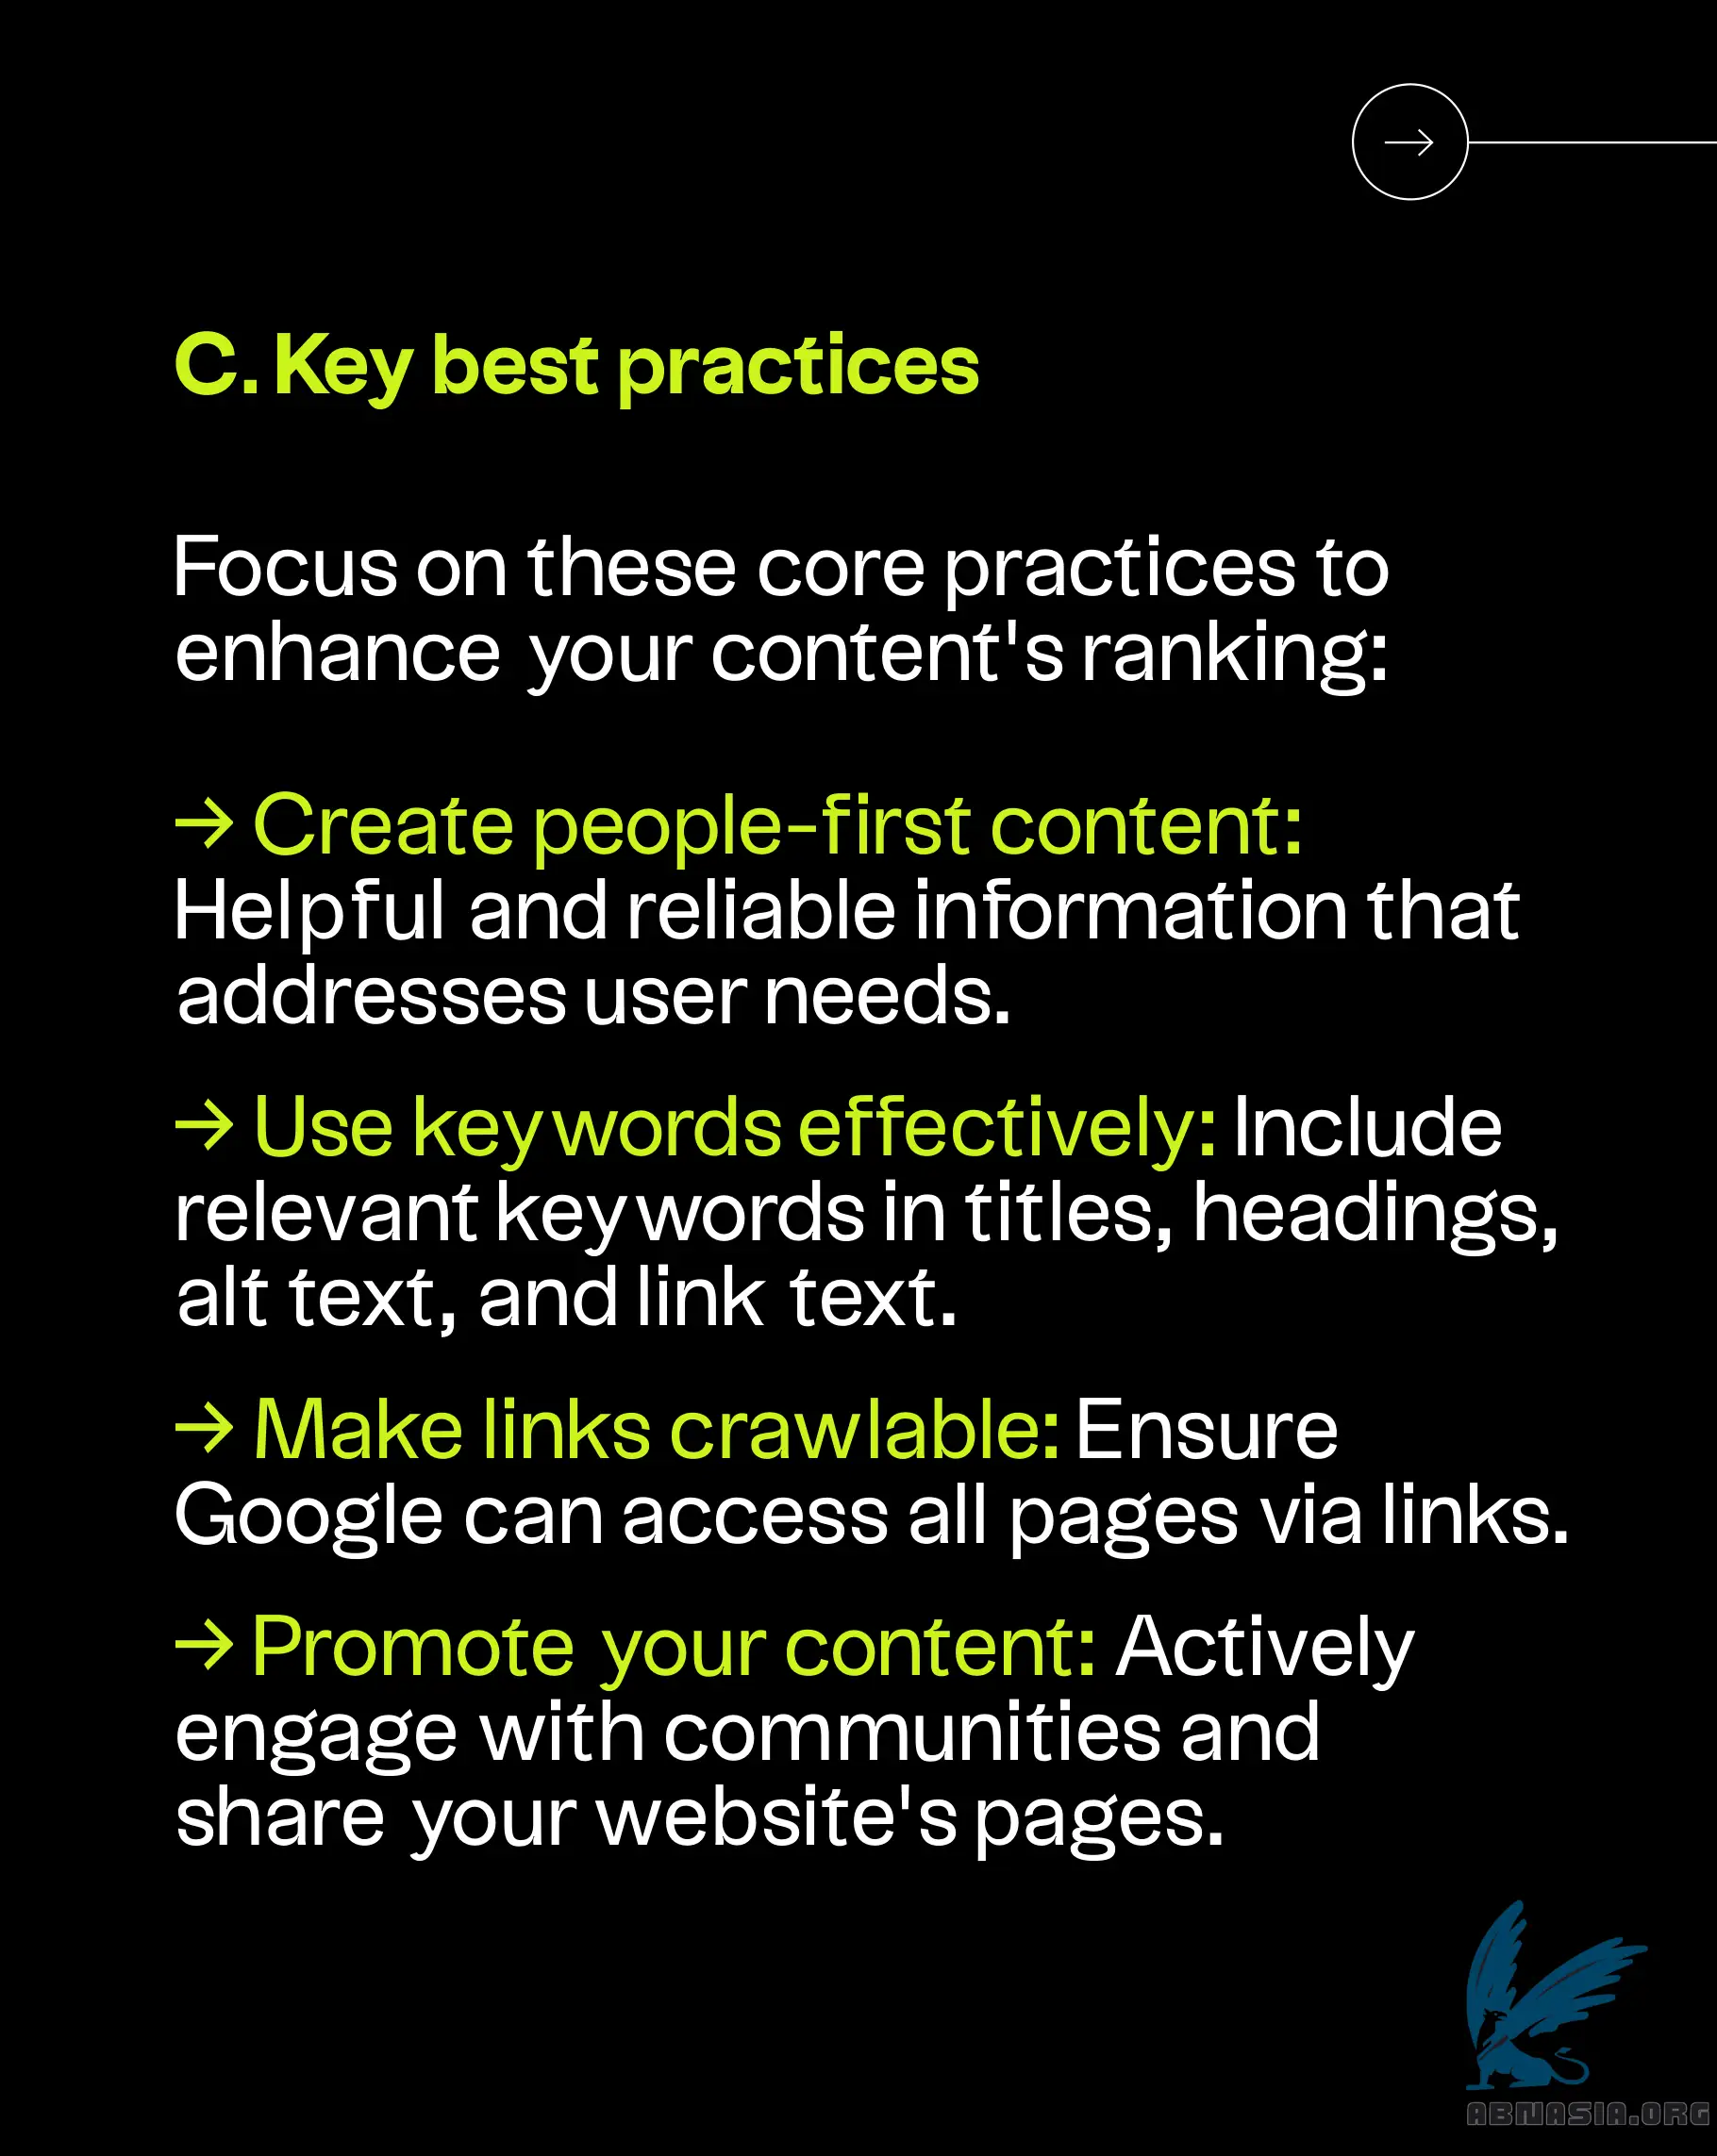 C. Key best practices
Focus on these core practices to
enhance your content's ranking:
→ Create people-first content:
Helpful and reliable information that
addresses user needs.
→ Use keywords effectively: Include
relevant keywords in titles, headings,
alt text, and link text.
→ Make links crawlable: Ensure
Google can access all pages via links.
→ Promote your content: Actively
engage with communities and
share your website's pages.
ABNASIA.ORG